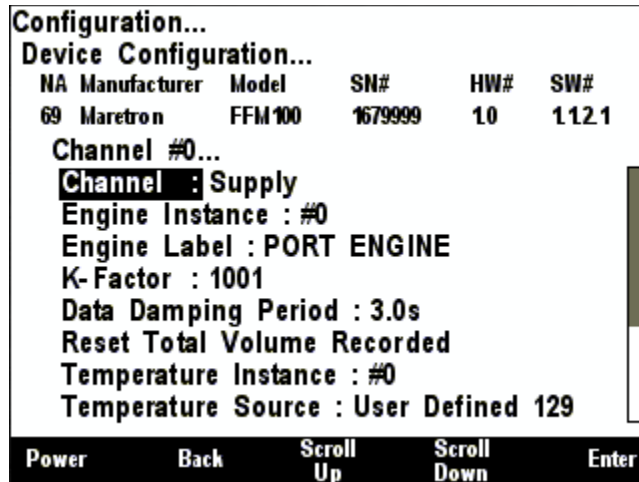 Configuration...
Device Configuration...
NA Manufacturer Model SN# HW# SW#
69 Maretron FFM100 1679999 1.0 1.1.2.1
Channel #0...
Channel : Supply
Engine Instance : #0
Engine Label : PORT ENGINE
K-Factor : 1001
Data Damping Period : 3.0s
Reset Total Volume Recorded
Temperature Instance : #0
Temperature Source : User Defined 129
Power Back Scroll Up Scroll Down Enter